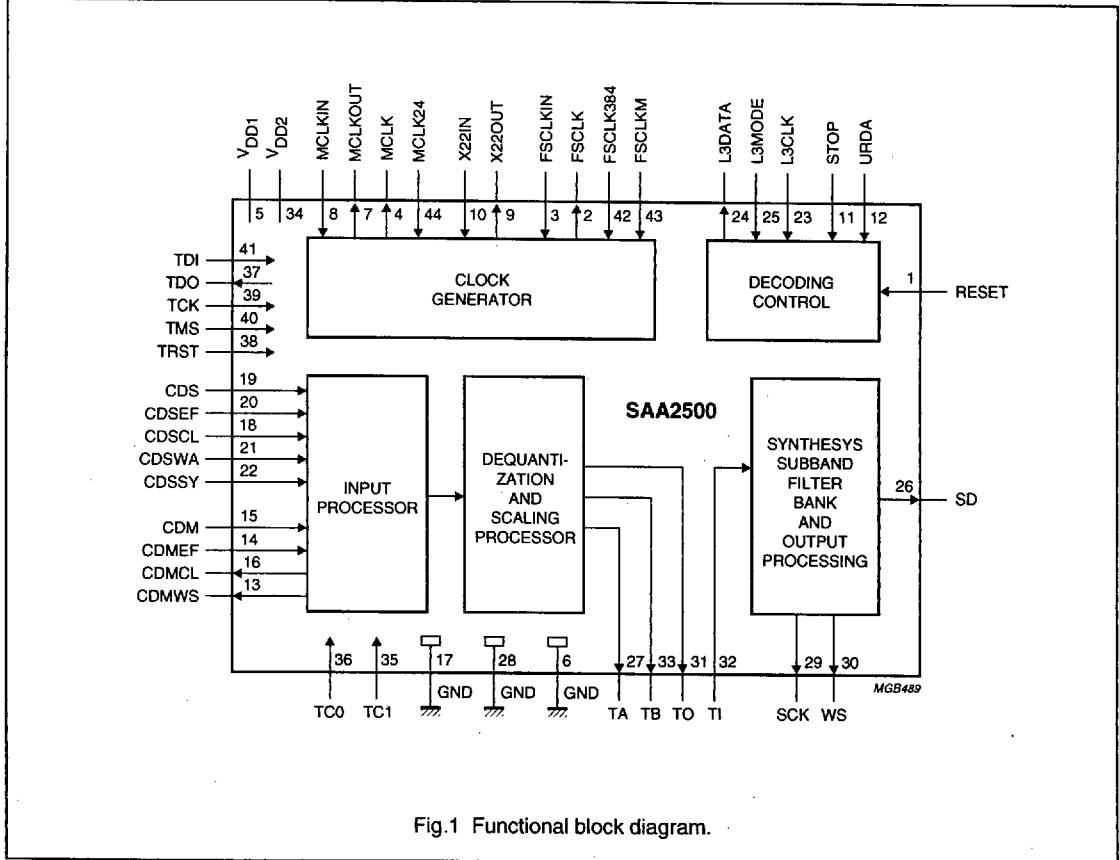 VDD1
VDD2
MCLKIN
MCLKOUT
MCLK
MCLK24
X22IN
X22OUT
FSCLKIN
FSCLK
FSCLK384
FSCLKM
L3DATA
L3MODE
L3CLK
STOP
URDA
5 34 8 7 4 44 10 9 3 2 42 43 24 25 23 11 12
TDI 41
TDO 37
TCK 39
TMS 40
TRST 38
CLOCK
GENERATOR
DECODING
CONTROL
1 RESET
CDS 19
CDSEF 20
CDSCL 18
CDSWA 21
CDSSY 22
CDM 15
CDMEF 14
CDMCL 16
CDMWS 13
INPUT
PROCESSOR
DEQUANTI-
ZATION
AND
SCALING
PROCESSOR
SAA2500
SYNTHESYS
SUBBAND
FILTER
BANK
AND
OUTPUT
PROCESSING
26 SD
36 35 17 28 6 27 33 31 32 29 30
GND GND GND
MGB489
TC0 TC1 TA TB TO TI SCK WS
Fig.1 Functional block diagram.